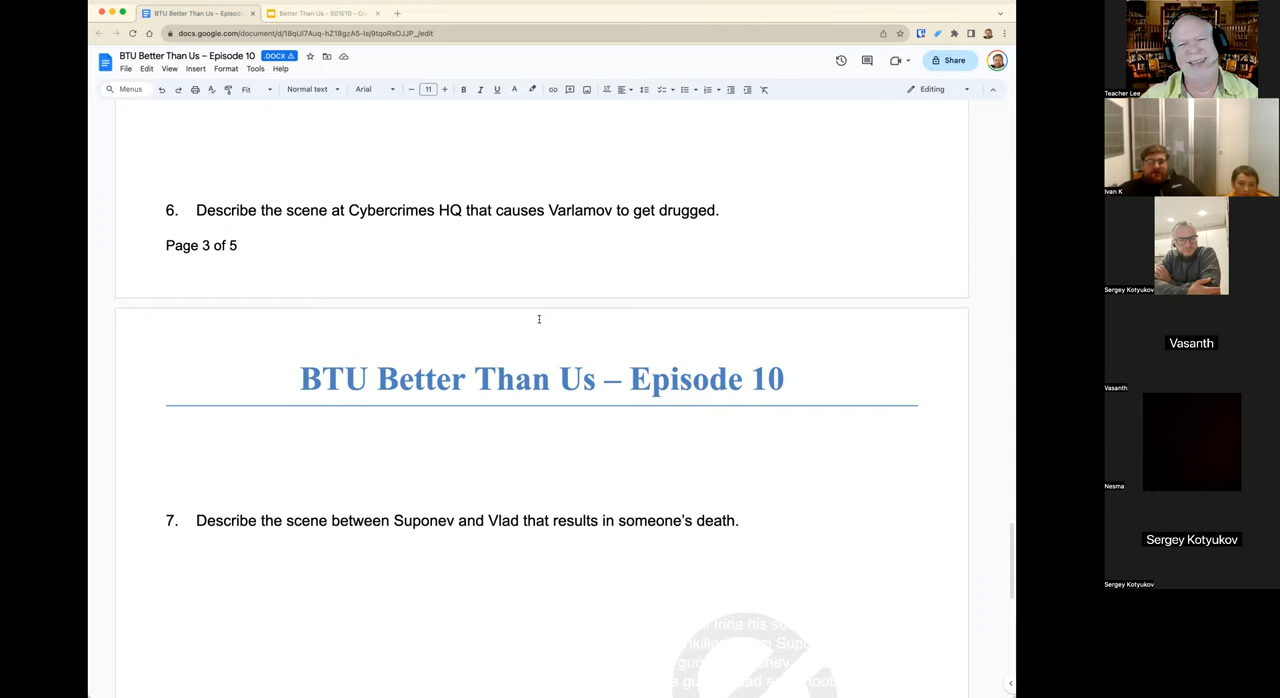 BTU Better Than Us – Episode
Better Than Us - S01E10 - Go
docs.google.com/document/d/18qUl7Auq-hZ18gzA5-Isj9tqoRxOJJP_/edit
BTU Better Than Us – Episode 10
.DOCX
Share
File Edit View Insert Format Tools Help
Menus
Fit
Normal text
Arial
11
B I U A
Editing
6. Describe the scene at Cybercrimes HQ that causes Varlamov to get drugged.
Page 3 of 5
BTU Better Than Us – Episode 10
7. Describe the scene between Suponev and Vlad that results in someone's death.
Irina his
Teacher Lee
Ivan K
Sergey Kotyukov
Vasanth
Vasanth
Nesma
Sergey Kotyukov
Sergey Kotyukov